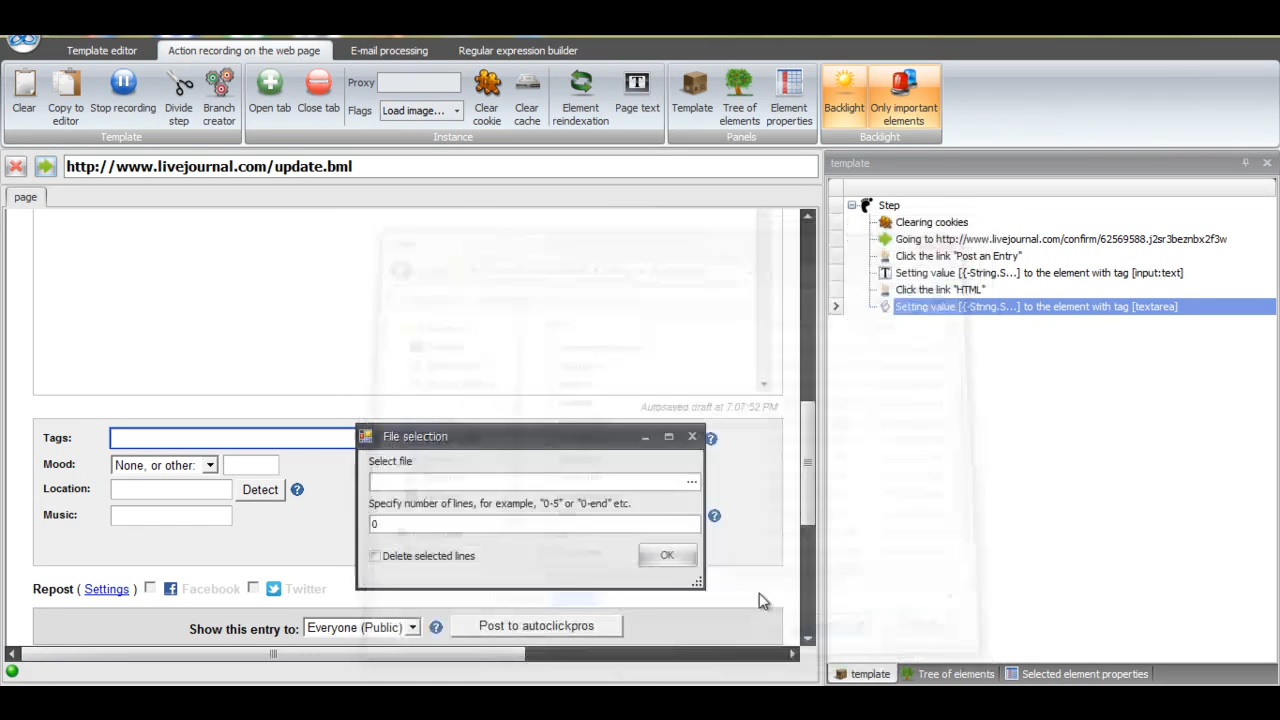 Template editor
Action recording on the web page
E-mail processing
Regular expression builder
Clear
Copy to editor
Stop recording
Divide step
Branch creator
Template
Open tab
Close tab
Proxy
Flags
Load image...
Clear cookie
Clear cache
Element reindexation
Page text
Instance
Template
Tree of elements
Element properties
Panels
Backlight
Only important elements
Backlight
http://www.livejournal.com/update.bml
page
Autosaved draft at 7:07:52 PM
Tags:
Mood:
None, or other:
Location:
Detect
Music:
File selection
Select file
...
Specify number of lines, for example, "0-5" or "0-end" etc.
0
Delete selected lines
OK
Repost ( Settings )
Facebook
Twitter
Show this entry to:
Everyone (Public)
Post to autoclickpros
template
Step
Clearing cookies
Going to http://www.livejournal.com/confirm/62569588.j2sr3beznbx2f3w
Click the link "Post an Entry"
Setting value [{-String.S...] to the element with tag [input:text]
Click the link "HTML"
Setting value [{-String.S...] to the element with tag [textarea]
template
Tree of elements
Selected element properties